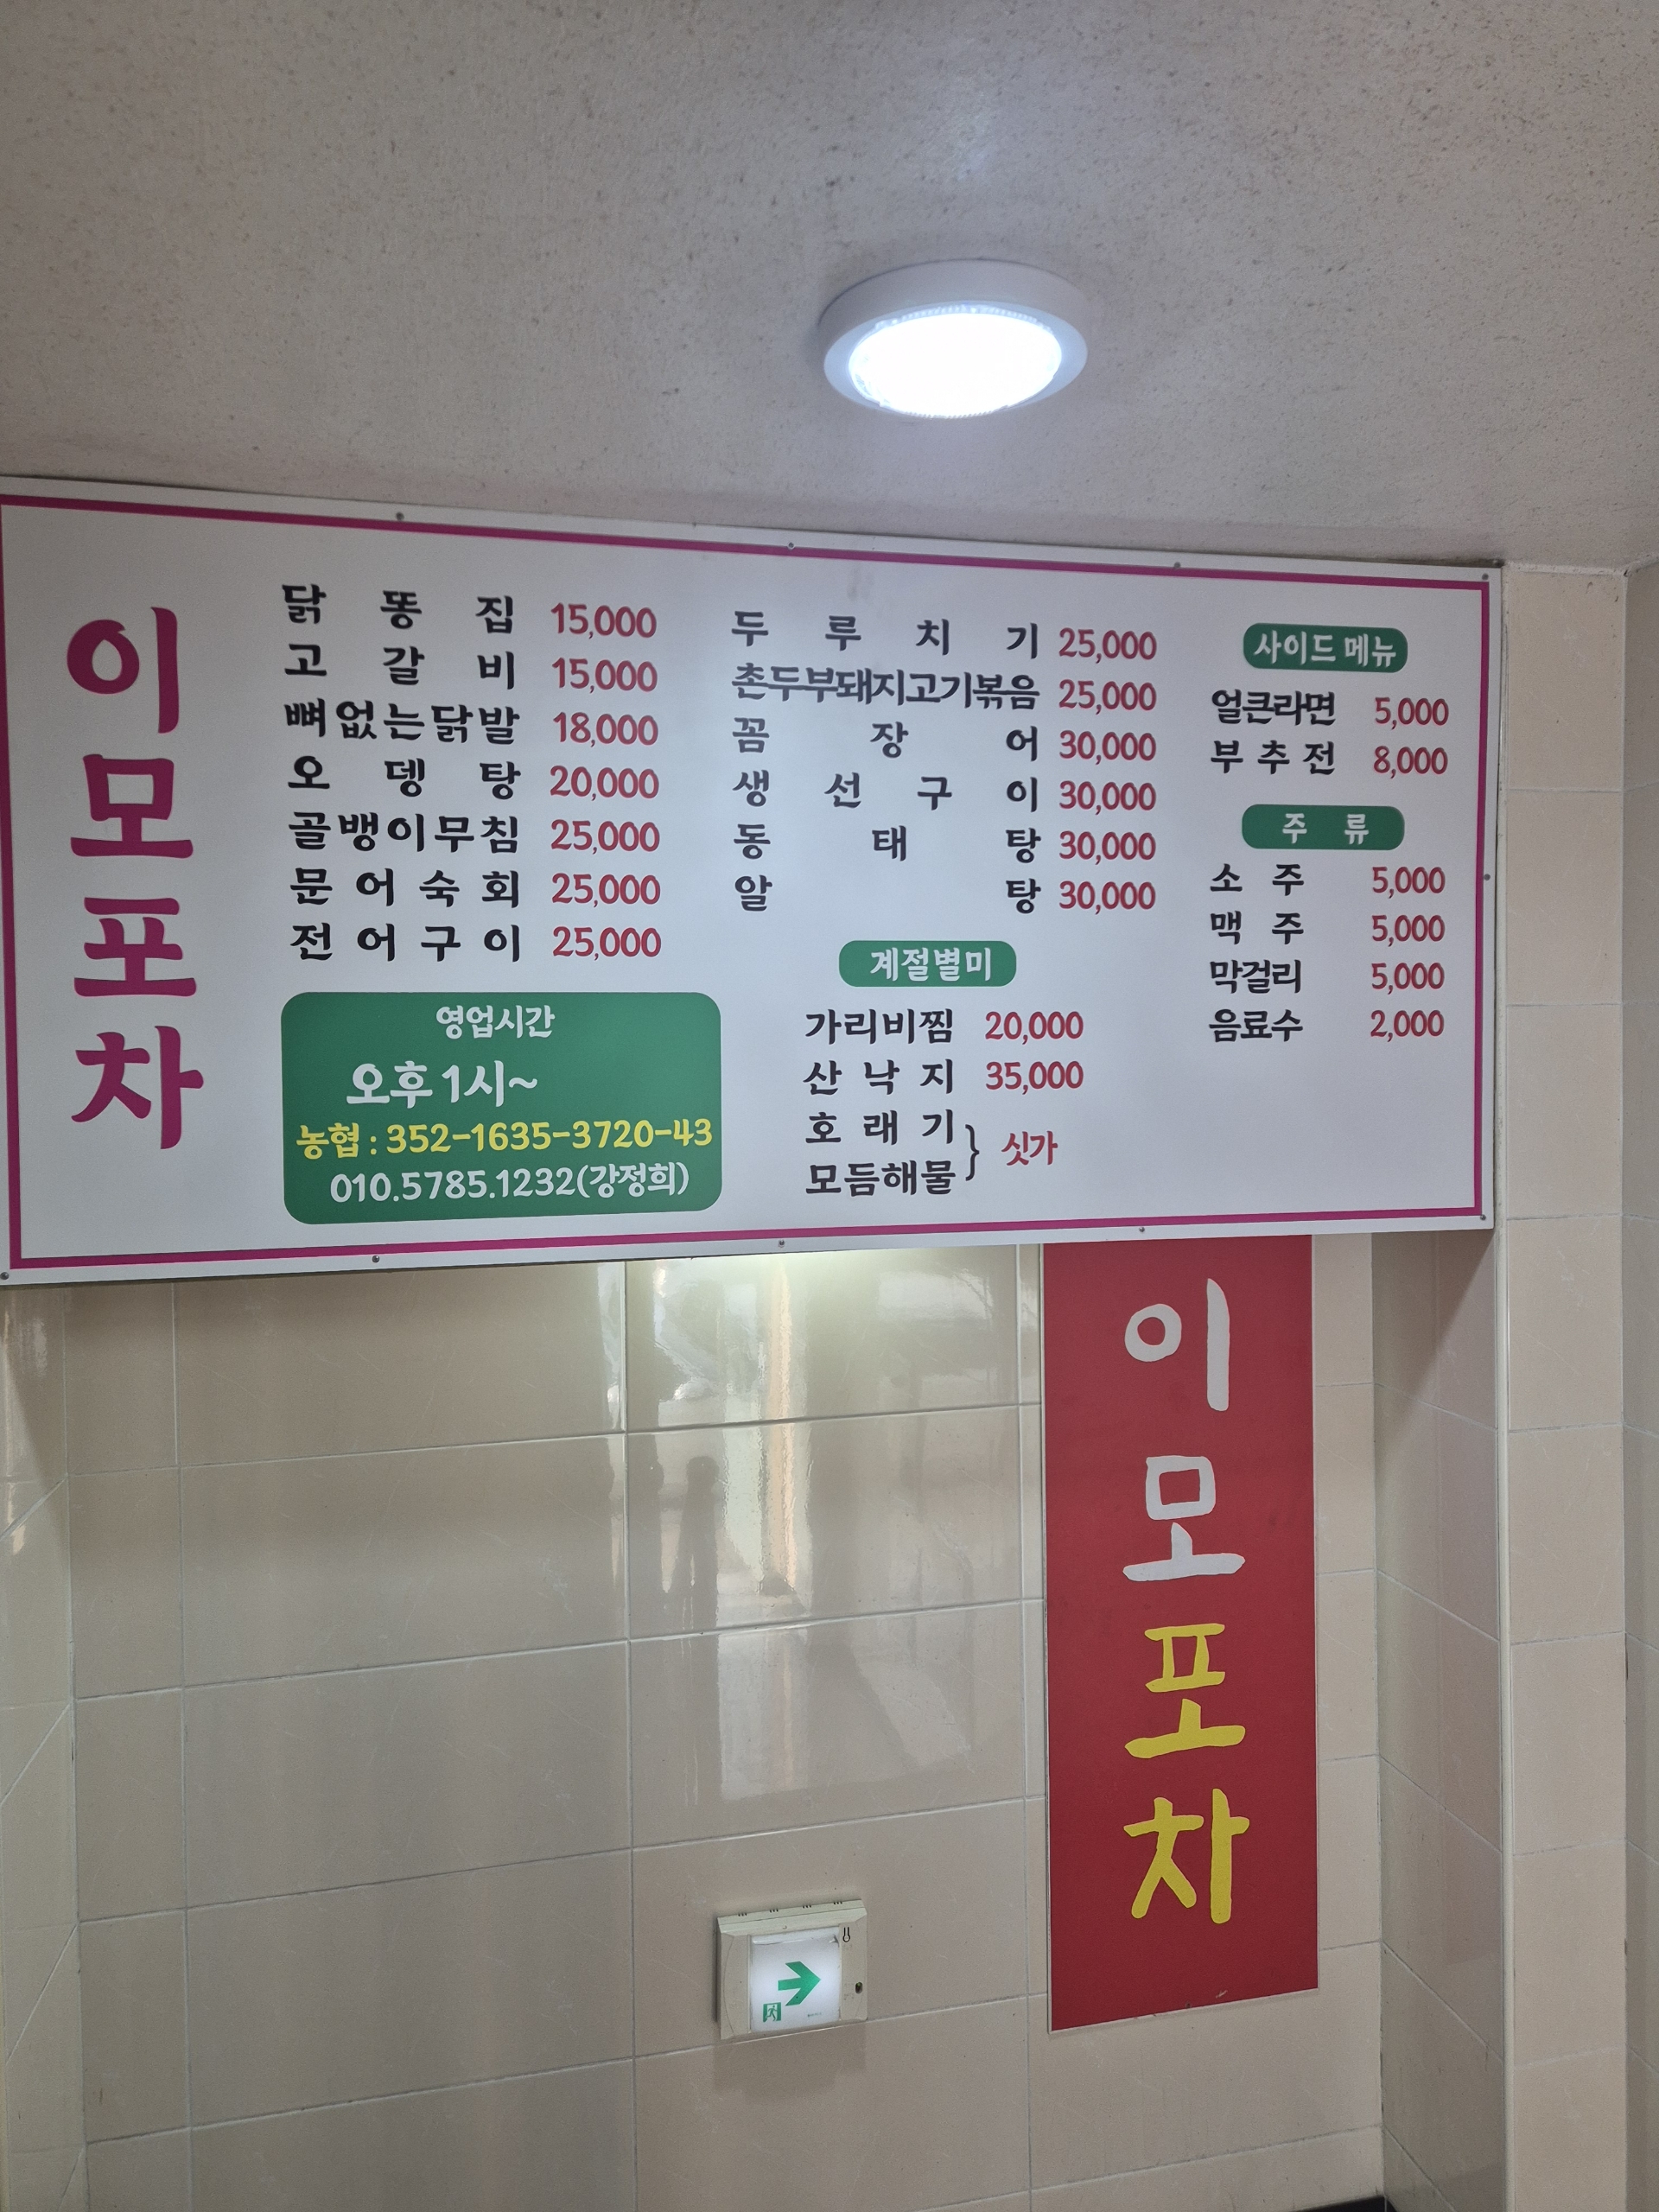 이모포차
닭똥집 15,000
고갈비 15,000
뼈없는닭발 18,000
오뎅탕 20,000
골뱅이무침 25,000
문어숙회 25,000
전어구이 25,000
영업시간
오후 1시~
농협 : 352-1635-3720-43
010.5785.1232(강정희)
두루치기 25,000
촌두부돼지고기볶음 25,000
꼼장어 30,000
생선구이 30,000
동태탕 30,000
알탕 30,000
계절별미
가리비찜 20,000
산낙지 35,000
호래기
모듬해물 } 싯가
사이드 메뉴
얼큰라면 5,000
부추전 8,000
주류
소주 5,000
맥주 5,000
막걸리 5,000
음료수 2,000
이모포차